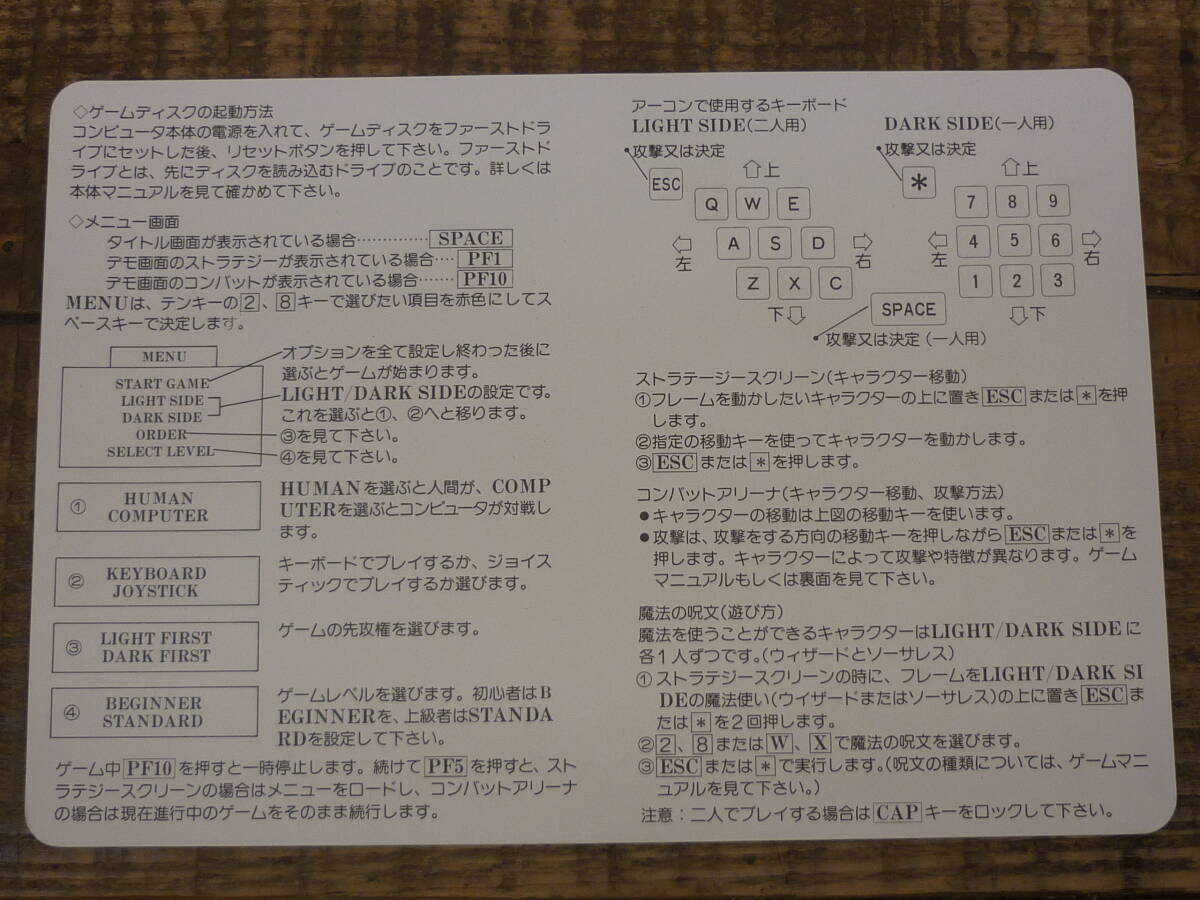 ◇ゲームディスクの起動方法
コンピュータ本体の電源を入れて、ゲームディスクをファーストドラ
イブにセットした後、リセットボタンを押して下さい。ファーストド
ライブとは、先にディスクを読み込むドライブのことです。詳しくは
本体マニュアルを見て確かめて下さい。
◇メニュー画面
タイトル画面が表示されている場合…………… SPACE
デモ画面のストラテジーが表示されている場合…… PF1
デモ画面のコンバットが表示されている場合…… PF10
MENUは、テンキーの2、8キーで選びたい項目を赤色にしてス
ペースキーで決定します。
MENU
START GAME
LIGHT SIDE
DARK SIDE
ORDER
SELECT LEVEL
オプションを全て設定し終わった後に
選ぶとゲームが始まります。
LIGHT/DARK SIDEの設定です。
これを選ぶと①、②へと移ります。
③を見て下さい。
④を見て下さい。
① HUMAN
COMPUTER
HUMANを選ぶと人間が、COMP
UTERを選ぶとコンピュータが対戦し
ます。
② KEYBOARD
JOYSTICK
キーボードでプレイするか、ジョイス
ティックでプレイするか選びます。
③ LIGHT FIRST
DARK FIRST
ゲームの先攻権を選びます。
④ BEGINNER
STANDARD
ゲームレベルを選びます。初心者はB
EGINNERを、上級者はSTANDA
RDを設定して下さい。
ゲーム中PF10を押すと一時停止します。続けてPF5を押すと、スト
ラテジースクリーンの場合はメニューをロードし、コンバットアリーナ
の場合は現在進行中のゲームをそのまま続行します。
アーコンで使用するキーボード
LIGHT SIDE(二人用)
•攻撃又は決定
ESC
⇧上
Q W E
⇦左 A S D ⇨右
Z X C
下⇩
DARK SIDE(一人用)
•攻撃又は決定
*
⇧上
7 8 9
⇦左 4 5 6 ⇨右
1 2 3
⇩下
SPACE
•攻撃又は決定(一人用)
ストラテージースクリーン(キャラクター移動)
①フレームを動かしたいキャラクターの上に置きESCまたは*を押
します。
②指定の移動キーを使ってキャラクターを動かします。
③ESCまたは*を押します。
コンバットアリーナ(キャラクター移動、攻撃方法)
●キャラクターの移動は上図の移動キーを使います。
●攻撃は、攻撃をする方向の移動キーを押しながらESCまたは*を
押します。キャラクターによって攻撃や特徴が異なります。ゲーム
マニュアルもしくは裏面を見て下さい。
魔法の呪文(遊び方)
魔法を使うことができるキャラクターはLIGHT/DARK SIDEに
各1人ずつです。(ウィザードとソーサレス)
①ストラテジースクリーンの時に、フレームをLIGHT/DARK SI
DEの魔法使い(ウイザードまたはソーサレス)の上に置きESCま
たは*を2回押します。
②2、8またはW、Xで魔法の呪文を選びます。
③ESCまたは*で実行します。(呪文の種類については、ゲームマニ
ュアルを見て下さい。)
注意：二人でプレイする場合はCAPキーをロックして下さい。